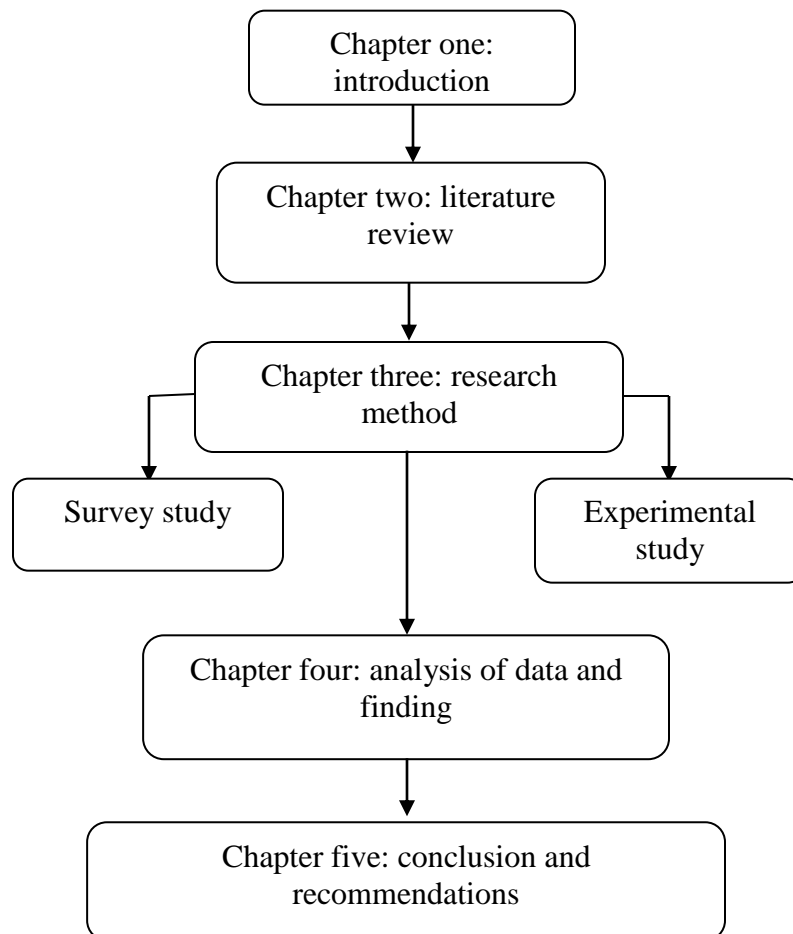 Chapter one:
introduction
Chapter two: literature
review
Chapter three: research
method
Survey study
Experimental
study
Chapter four: analysis of data and
finding
Chapter five: conclusion and
recommendations